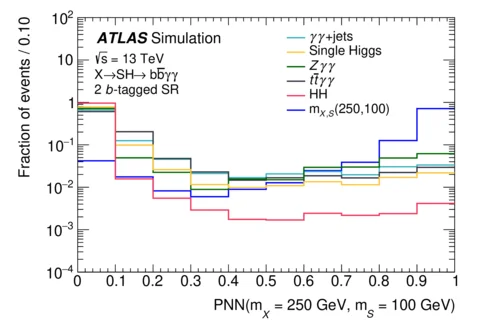 Fraction of events / 0.10
10²
10
1
10⁻¹
10⁻²
10⁻³
10⁻⁴
ATLAS Simulation
√s = 13 TeV
X→SH→ bb̅γγ
2 b-tagged SR
γγ+jets
Single Higgs
Zγγ
tt̅γγ
HH
m_X,S(250,100)
0 0.1 0.2 0.3 0.4 0.5 0.6 0.7 0.8 0.9 1
PNN(m_X = 250 GeV, m_S = 100 GeV)